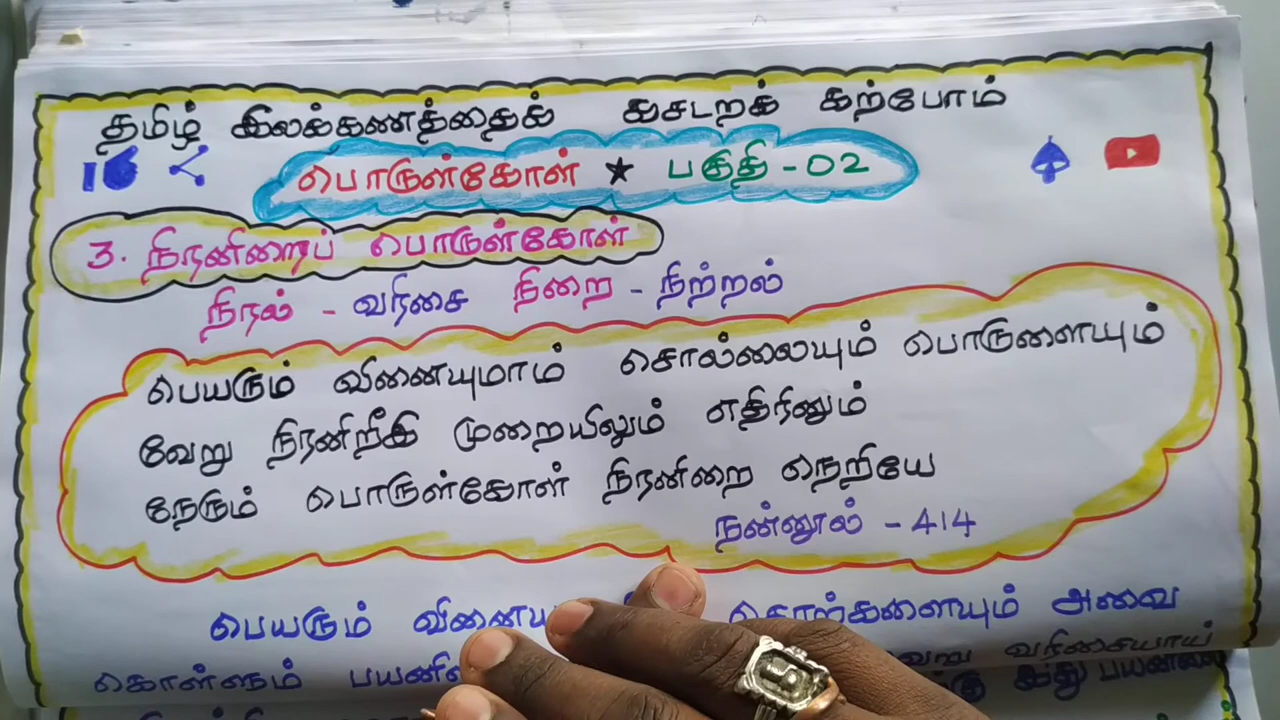 தமிழ் இலக்கணத்தைக் கசடறக் கற்போம்
பொருள்கோள் ★ பகுதி - 02
3. நிரனிறைப் பொருள்கோள்
நிரல் - வரிசை நிறை - நிற்றல்
பெயரும் வினையுமாம் சொல்லையும் பொருளையும்
வேறு நிரனிறீஇ முறையிலும் எதிரினும்
நேரும் பொருள்கோள் நிரனிறை நெறியே
நன்னூல் - 414
பெயரும் சொற்களையும் அவை
கொள்ளும் வரிசையாய்